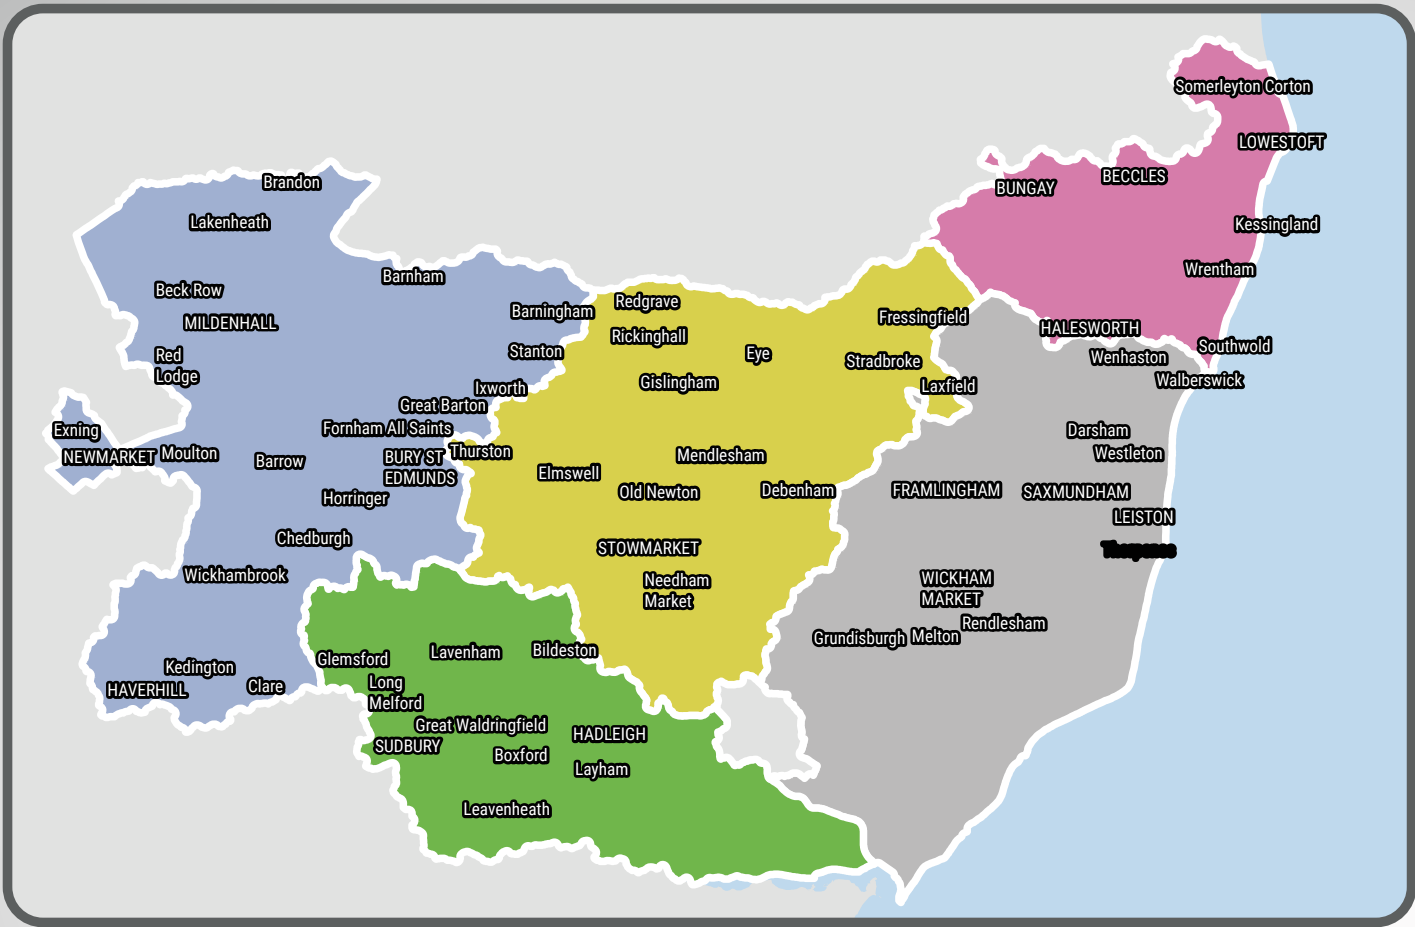 Somerleyton Corton
LOWESTOFT
BECCLES
BUNGAY
Brandon
Lakenheath
Kessingland
Wrentham
Barnham
Beck Row
Redgrave
Barningham
Fressingfield
MILDENHALL
HALESWORTH
Rickinghall
Southwold
Stanton
Eye
Red
Lodge
Wenhaston
Stradbroke
Walberswick
Gislingham
Laxfield
Ixworth
Great Barton
Fornham All Saints
Exning
Darsham
Thurston
Moulton
Westleton
NEWMARKET
BURY ST
EDMUNDS
Mendlesham
Barrow
Elmswell
Old Newton
Debenham
FRAMLINGHAM
SAXMUNDHAM
Horringer
LEISTON
Chedburgh
STOWMARKET
Thorpeness
Wickhambrook
WICKHAM
MARKET
Needham
Market
Rendlesham
Grundisburgh
Melton
Bildeston
Lavenham
Glemsford
Kedington
Long
Melford
Clare
HAVERHILL
Great Waldringfield
HADLEIGH
SUDBURY
Boxford
Layham
Leavenheath